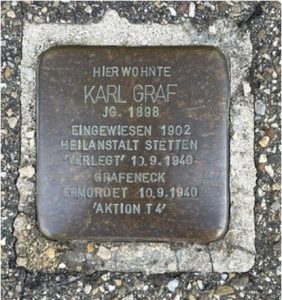 HIER WOHNTE
KARL GRAF
JG. 1898
EINGEWIESEN 1902
HEILANSTALT STETTEN
'VERLEGT' 10.9.1940
GRAFENECK
ERMORDET 10.9.1940
'AKTION T4'